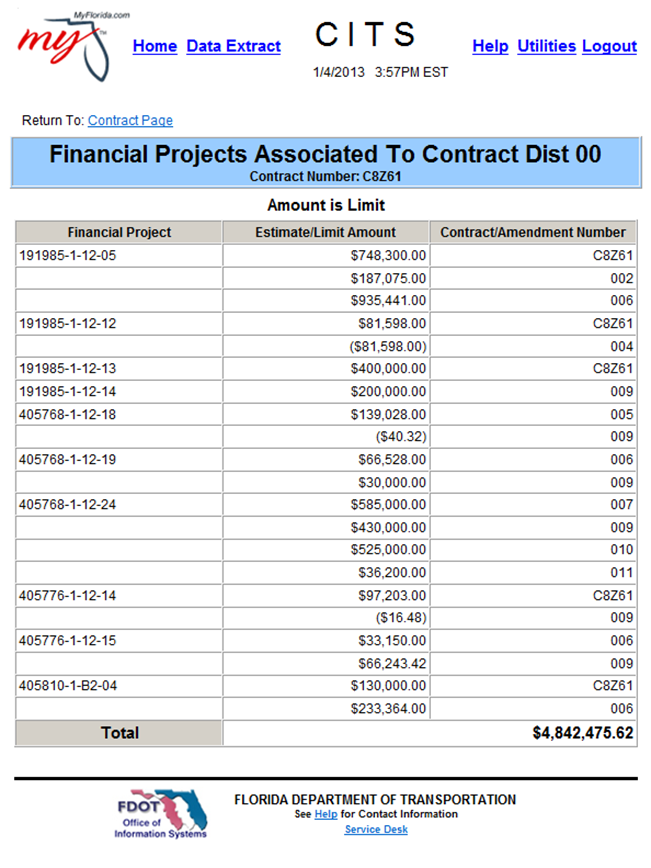 MyFlorida.com
my TM
Home Data Extract CITS Help Utilities Logout
1/4/2013 3:57PM EST
Return To: Contract Page
Financial Projects Associated To Contract Dist 00
Contract Number: C8Z61
Amount is Limit
Financial Project Estimate/Limit Amount Contract/Amendment Number
191985-1-12-05 $748,300.00 C8Z61
$187,075.00 002
$935,441.00 006
191985-1-12-12 $81,598.00 C8Z61
($81,598.00) 004
191985-1-12-13 $400,000.00 C8Z61
191985-1-12-14 $200,000.00 009
405768-1-12-18 $139,028.00 005
($40.32) 009
405768-1-12-19 $66,528.00 006
$30,000.00 009
405768-1-12-24 $585,000.00 007
$430,000.00 009
$525,000.00 010
$36,200.00 011
405776-1-12-14 $97,203.00 C8Z61
($16.48) 009
405776-1-12-15 $33,150.00 006
$66,243.42 009
405810-1-B2-04 $130,000.00 C8Z61
$233,364.00 006
Total $4,842,475.62
FDOT
Office of
Information Systems
FLORIDA DEPARTMENT OF TRANSPORTATION
See Help for Contact Information
Service Desk